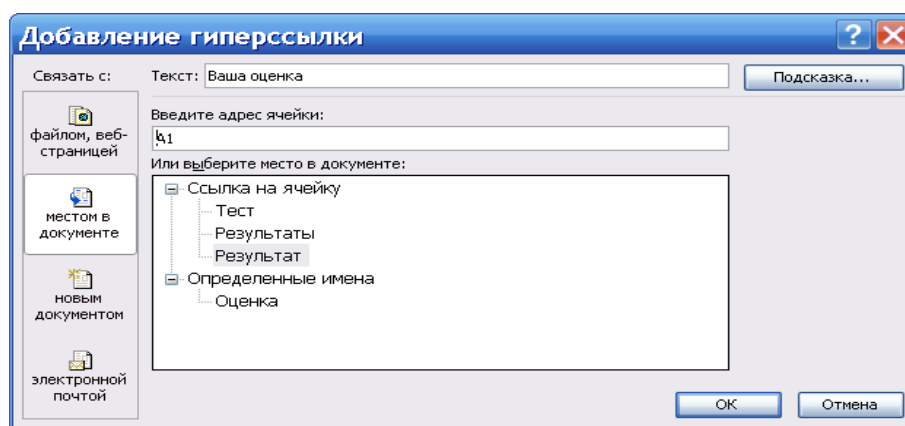 Добавление гиперссылки
Связать с:
Текст: Ваша оценка
Подсказка...
файлом, веб-
страницей
местом в
документе
новым
документом
электронной
почтой
Введите адрес ячейки:
A1
Или выберите место в документе:
Ссылка на ячейку
Тест
Результаты
Результат
Определенные имена
Оценка
ОК
Отмена